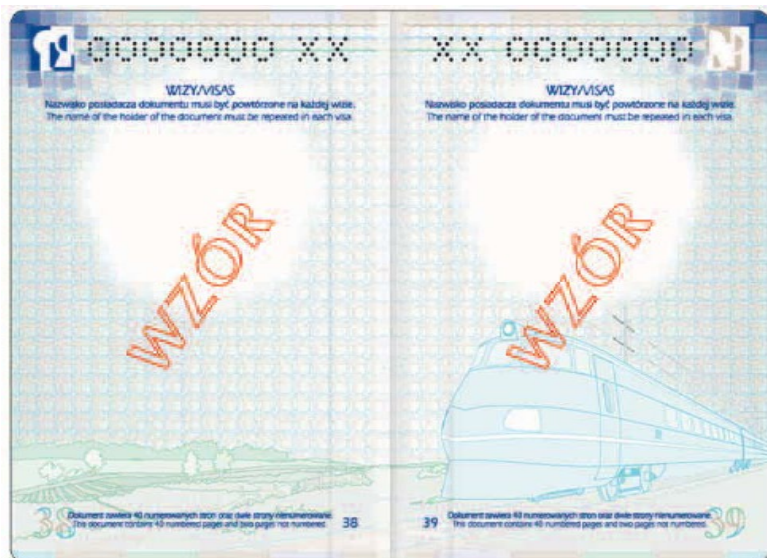 0000000 XX
WIZY/VISAS
Nazwisko posiadacza dokumentu musi być powtórzone na każdej wizie.
The name of the holder of the document must be repeated in each visa.
WZÓR
38
Dokument zawiera 40 numerowanych stron oraz dwie strony nienumerowane.
This document contains 40 numbered pages and two pages not numbered.
38
XX 0000000
WIZY/VISAS
Nazwisko posiadacza dokumentu musi być powtórzone na każdej wizie.
The name of the holder of the document must be repeated in each visa.
WZÓR
39
Dokument zawiera 40 numerowanych stron oraz dwie strony nienumerowane.
This document contains 40 numbered pages and two pages not numbered.
39